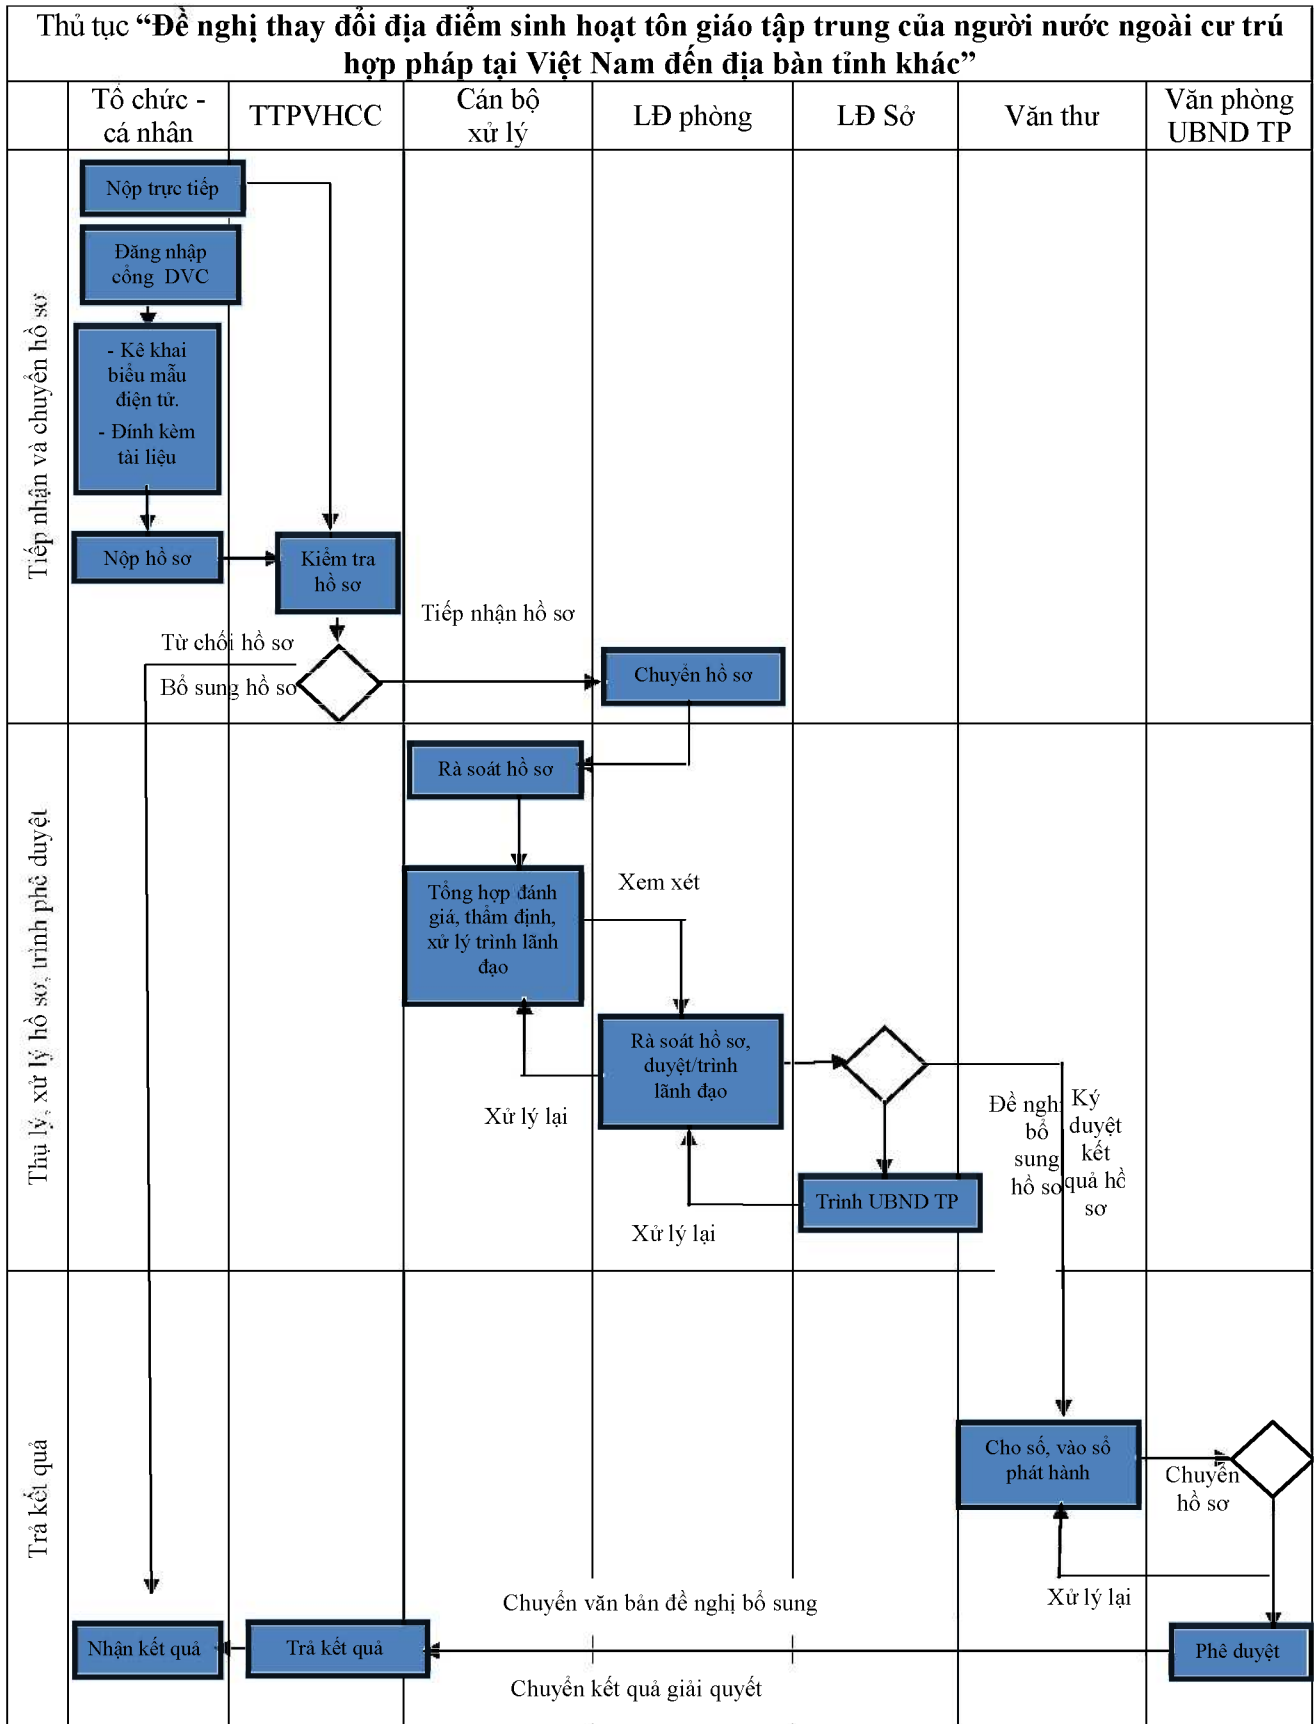 Thủ tục “Đề nghị thay đổi địa điểm sinh hoạt tôn giáo tập trung của người nước ngoài cư trú
hợp pháp tại Việt Nam đến địa bàn tỉnh khác”
Tổ chức -
cá nhân
TTPVHCC
Cán bộ
xử lý
LĐ phòng
LĐ Sở
Văn thư
Văn phòng
UBND TP
Tiếp nhận và chuyển hồ sơ
Nộp trực tiếp
Đăng nhập
cổng DVC
- Kê khai
biểu mẫu
điện tử.
- Đính kèm
tài liệu
Nộp hồ sơ
Kiểm tra
hồ sơ
Tiếp nhận hồ sơ
Từ chối hồ sơ
Bổ sung hồ sơ
Chuyển hồ sơ
Thụ lý, xử lý hồ sơ, trình phê duyệt
Rà soát hồ sơ
Tổng hợp đánh
giá, thẩm định,
xử lý trình lãnh
đạo
Xem xét
Rà soát hồ sơ,
duyệt/trình
lãnh đạo
Xử lý lại
Trình UBND TP
Xử lý lại
Đề nghị
bổ
sung
hồ sơ
Ký
duyệt
kết
quả hồ
sơ
Trả kết quả
Cho số, vào sổ
phát hành
Chuyển
hồ sơ
Xử lý lại
Chuyển văn bản đề nghị bổ sung
Nhận kết quả
Trả kết quả
Phê duyệt
Chuyển kết quả giải quyết